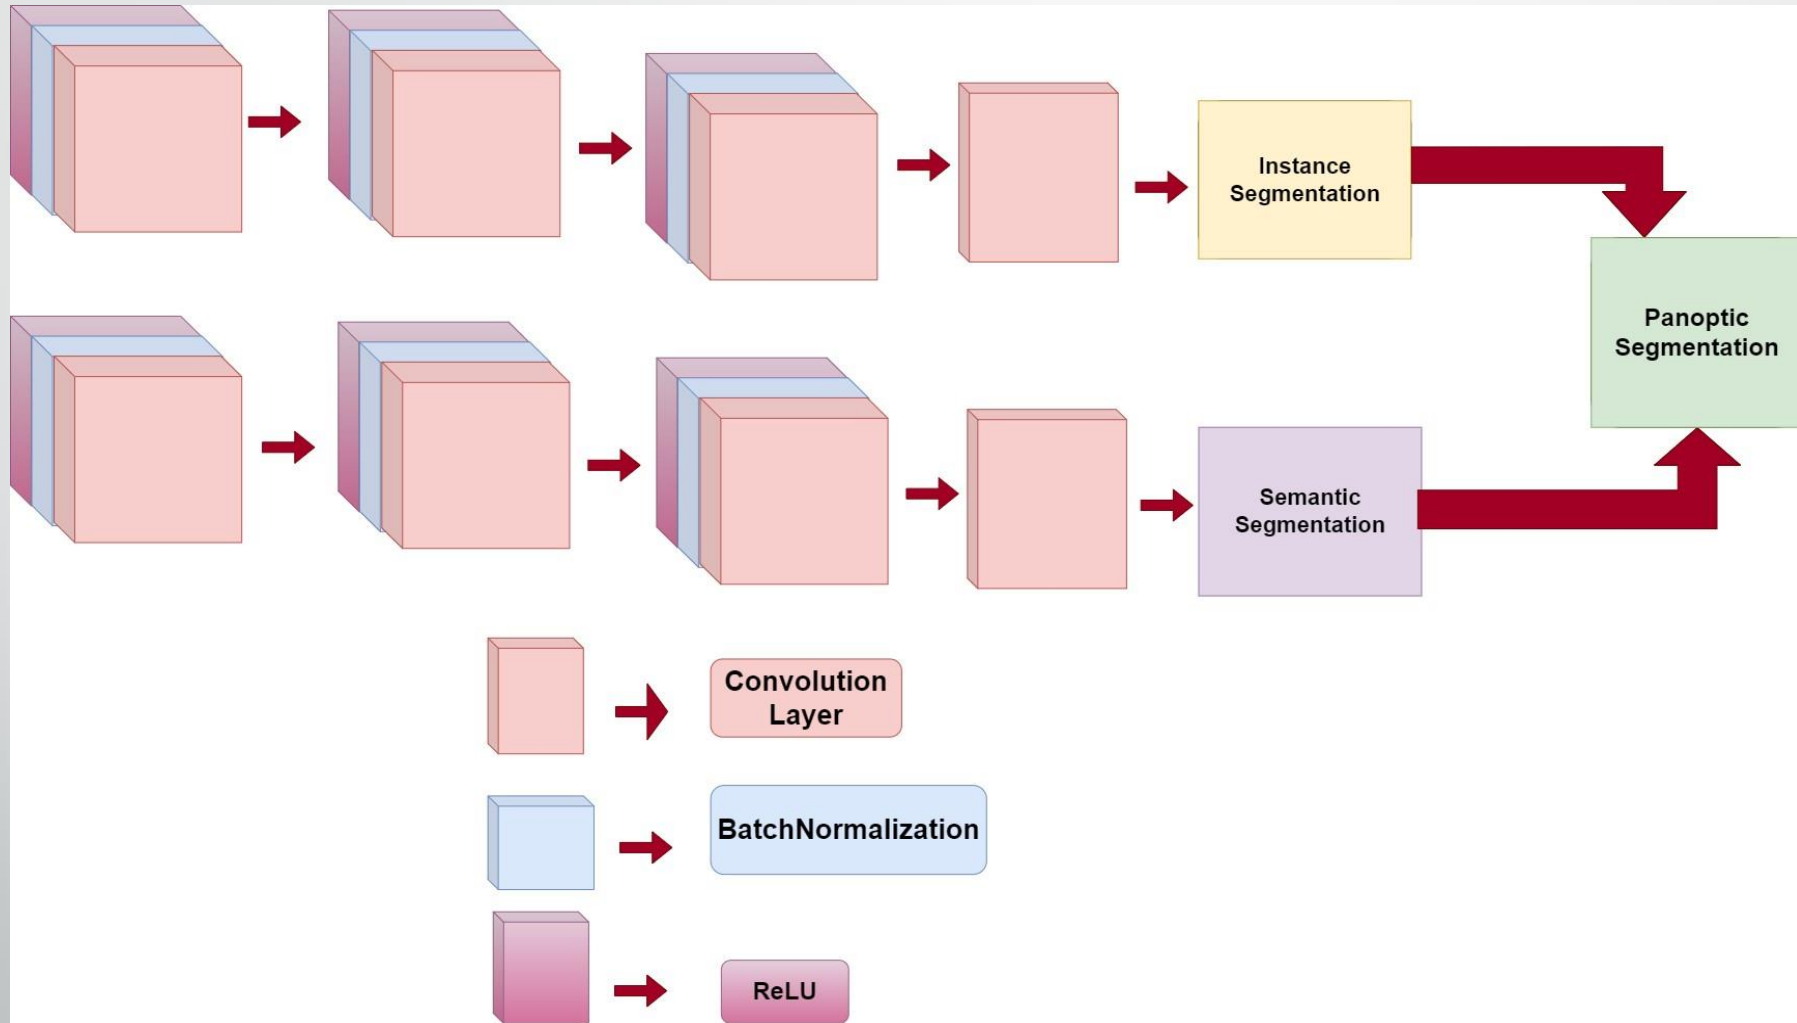 Instance
Segmentation
Panoptic
Segmentation
Semantic
Segmentation
Convolution
Layer
BatchNormalization
ReLU